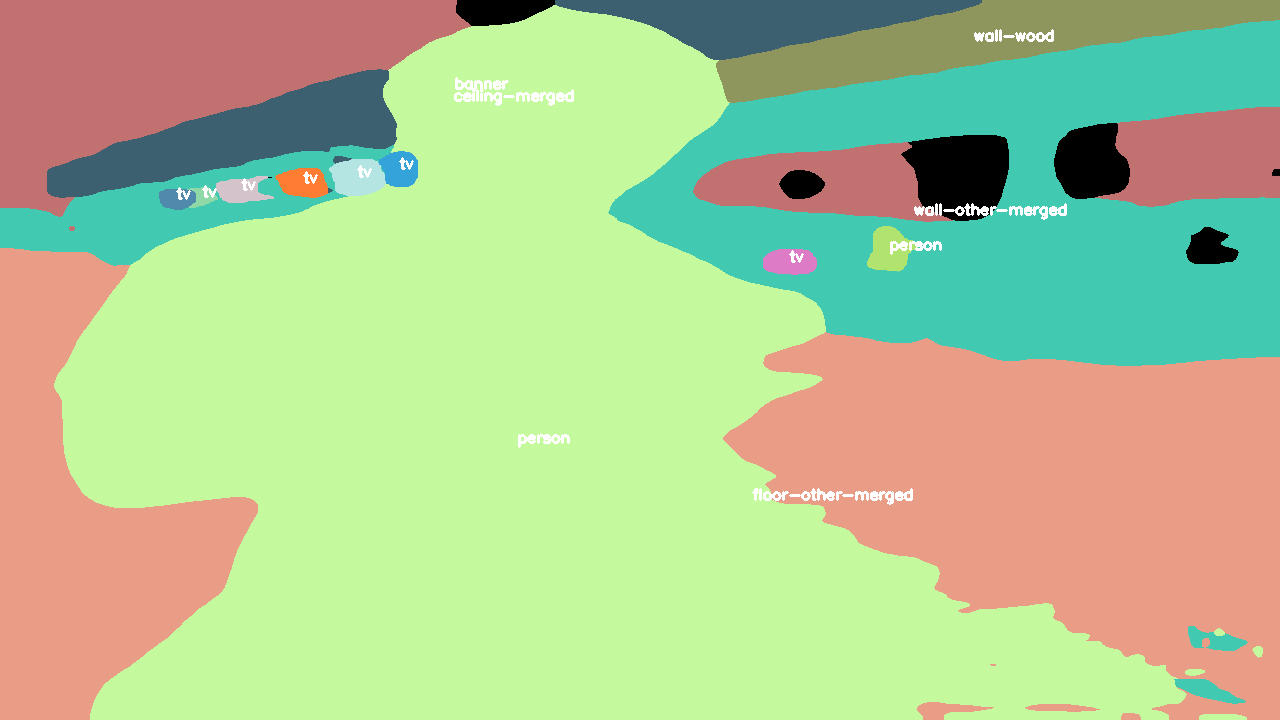 wall-wood
banner
ceiling-merged
tv
tv
tv
tv
tv
tv
wall-other-merged
person
tv
person
floor-other-merged